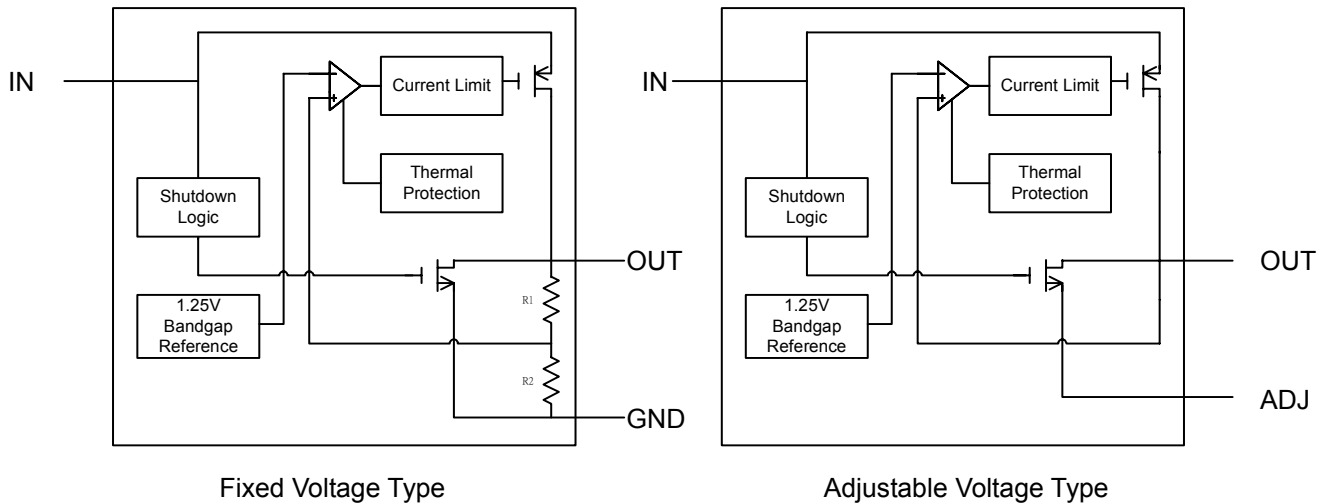 IN
Current Limit
Thermal
Protection
Shutdown
Logic
1.25V
Bandgap
Reference
R1
R2
OUT
GND
Fixed Voltage Type
IN
Current Limit
Thermal
Protection
Shutdown
Logic
1.25V
Bandgap
Reference
OUT
ADJ
Adjustable Voltage Type